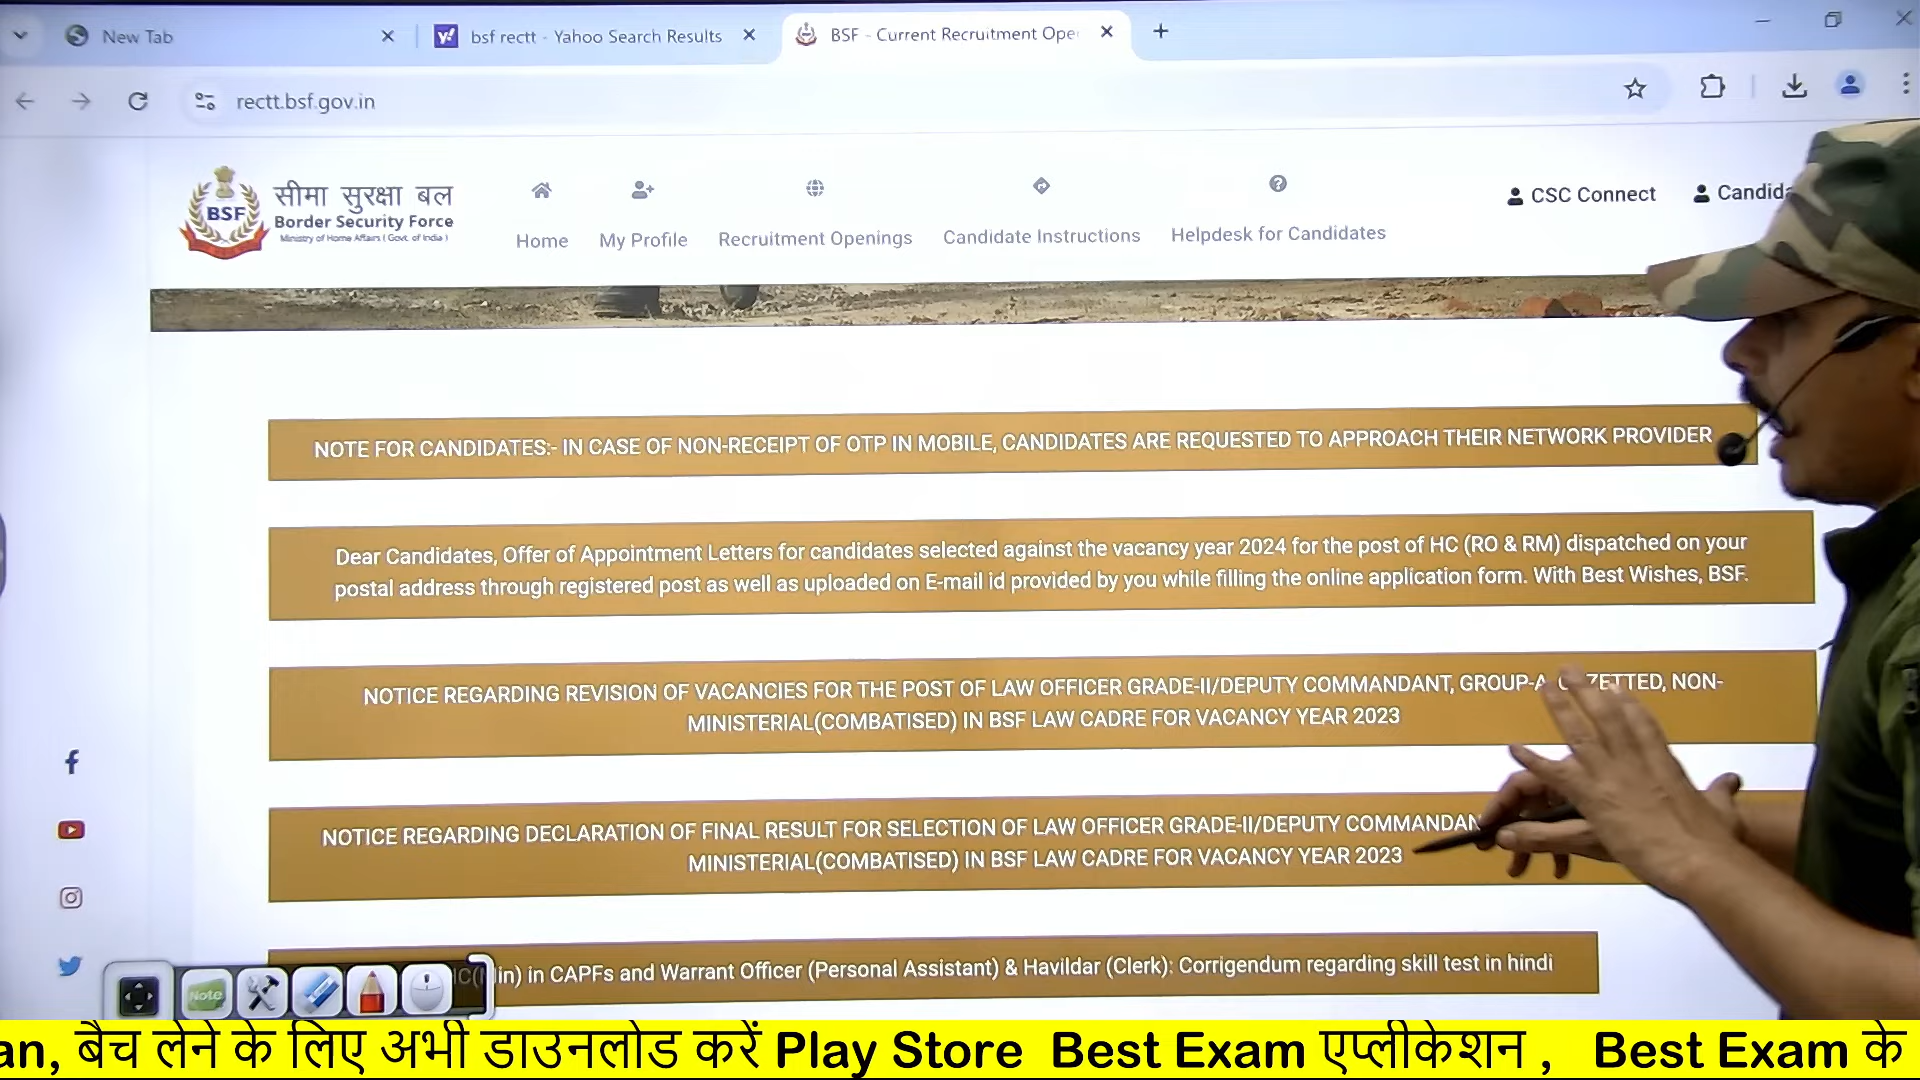 New Tab
bsf rectt - Yahoo Search Results
BSF - Current Recruitment Ope
rectt.bsf.gov.in
BSF
सीमा सुरक्षा बल
Border Security Force
Ministry of Home Affairs ( Govt. of India )
Home
My Profile
Recruitment Openings
Candidate Instructions
Helpdesk for Candidates
CSC Connect
Candida
NOTE FOR CANDIDATES:- IN CASE OF NON-RECEIPT OF OTP IN MOBILE, CANDIDATES ARE REQUESTED TO APPROACH THEIR NETWORK PROVIDER
Dear Candidates, Offer of Appointment Letters for candidates selected against the vacancy year 2024 for the post of HC (RO & RM) dispatched on your
postal address through registered post as well as uploaded on E-mail id provided by you while filling the online application form. With Best Wishes, BSF.
NOTICE REGARDING REVISION OF VACANCIES FOR THE POST OF LAW OFFICER GRADE-II/DEPUTY COMMANDANT, GROUP-A, NON-
MINISTERIAL(COMBATISED) IN BSF LAW CADRE FOR VACANCY YEAR 2023
NOTICE REGARDING DECLARATION OF FINAL RESULT FOR SELECTION OF LAW OFFICER GRADE-II/DEPUTY COMMANDAN
MINISTERIAL(COMBATISED) IN BSF LAW CADRE FOR VACANCY YEAR 2023
in) in CAPFs and Warrant Officer (Personal Assistant) & Havildar (Clerk): Corrigendum regarding skill test in hindi
Note
an, बैच लेने के लिए अभी डाउनलोड करें Play Store Best Exam एप्लीकेशन , Best Exam के